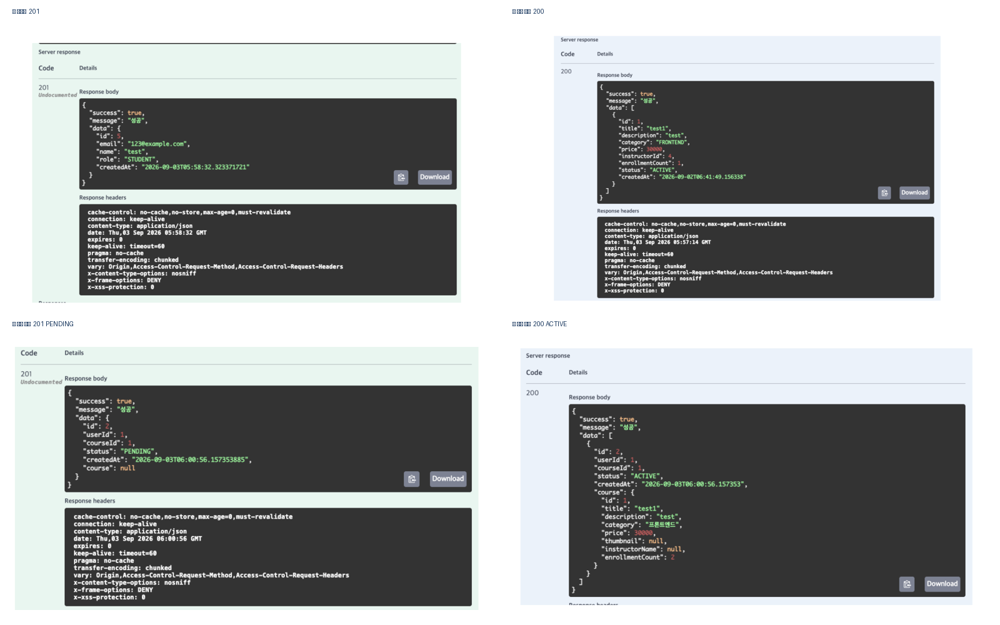 201
Server response
Code Details
201
Undocumented
Response body
{
"success": true,
"message": "성공",
"data": {
"id": 5,
"email": "123@example.com",
"name": "test",
"role": "STUDENT",
"createdAt": "2026-09-03T05:58:32.323371721"
}
}
Download
Response headers
cache-control: no-cache,no-store,max-age=0,must-revalidate
connection: keep-alive
content-type: application/json
date: Thu,03 Sep 2026 05:58:32 GMT
expires: 0
keep-alive: timeout=60
pragma: no-cache
transfer-encoding: chunked
vary: Origin,Access-Control-Request-Method,Access-Control-Request-Headers
x-content-type-options: nosniff
x-frame-options: DENY
x-xss-protection: 0
200
Server response
Code Details
200
Response body
{
"success": true,
"message": "성공",
"data": [
{
"id": 1,
"title": "test1",
"description": "test",
"category": "FRONTEND",
"price": 30000,
"instructorId": 4,
"enrollmentCount": 1,
"status": "ACTIVE",
"createdAt": "2026-09-02T06:41:49.156338"
}
]
}
Download
Response headers
cache-control: no-cache,no-store,max-age=0,must-revalidate
connection: keep-alive
content-type: application/json
date: Thu,03 Sep 2026 05:57:14 GMT
expires: 0
keep-alive: timeout=60
pragma: no-cache
transfer-encoding: chunked
vary: Origin,Access-Control-Request-Method,Access-Control-Request-Headers
x-content-type-options: nosniff
x-frame-options: DENY
x-xss-protection: 0
201 PENDING
Code Details
201
Undocumented
Response body
{
"success": true,
"message": "성공",
"data": {
"id": 2,
"userId": 1,
"courseId": 1,
"status": "PENDING",
"createdAt": "2026-09-03T06:00:56.157353885",
"course": null
}
}
Download
Response headers
cache-control: no-cache,no-store,max-age=0,must-revalidate
connection: keep-alive
content-type: application/json
date: Thu,03 Sep 2026 06:00:56 GMT
expires: 0
keep-alive: timeout=60
pragma: no-cache
transfer-encoding: chunked
vary: Origin,Access-Control-Request-Method,Access-Control-Request-Headers
x-content-type-options: nosniff
x-frame-options: DENY
x-xss-protection: 0
200 ACTIVE
Server response
Code Details
200
Response body
{
"success": true,
"message": "성공",
"data": [
{
"id": 2,
"userId": 1,
"courseId": 1,
"status": "ACTIVE",
"createdAt": "2026-09-03T06:00:56.157353",
"course": {
"id": 1,
"title": "test1",
"description": "test",
"category": "프론트엔드",
"price": 30000,
"thumbnail": null,
"instructorName": null,
"enrollmentCount": 2
}
}
]
}
Download